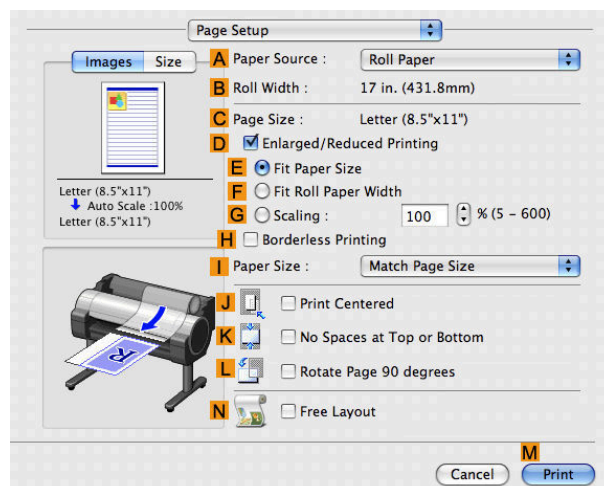 Page Setup
Images Size
A Paper Source : Roll Paper
B Roll Width : 17 in. (431.8mm)
C Page Size : Letter (8.5"x11")
D Enlarged/Reduced Printing
E Fit Paper Size
F Fit Roll Paper Width
G Scaling : 100 % (5 - 600)
Letter (8.5"x11")
Auto Scale :100%
Letter (8.5"x11")
H Borderless Printing
I Paper Size : Match Page Size
J Print Centered
K No Spaces at Top or Bottom
L Rotate Page 90 degrees
R
N Free Layout
M
Cancel Print